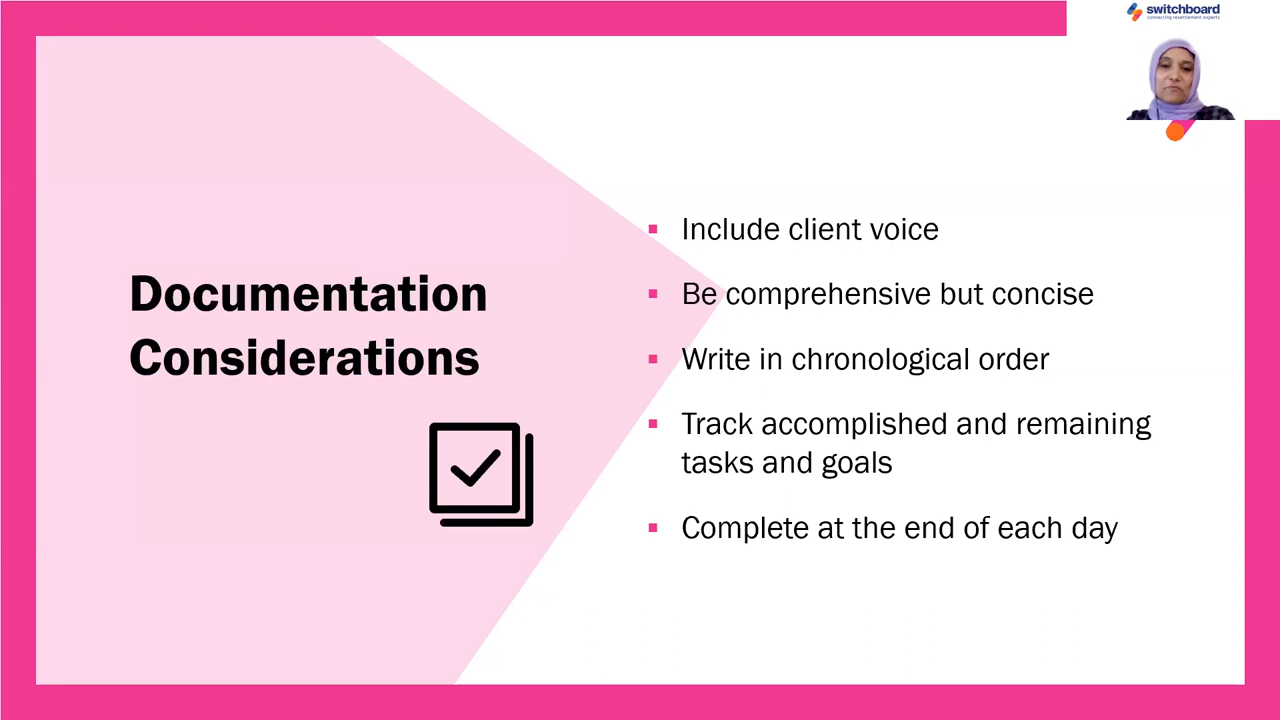 switchboard
connecting resettlement experts
Documentation
Considerations
Include client voice
Be comprehensive but concise
Write in chronological order
Track accomplished and remaining
tasks and goals
Complete at the end of each day